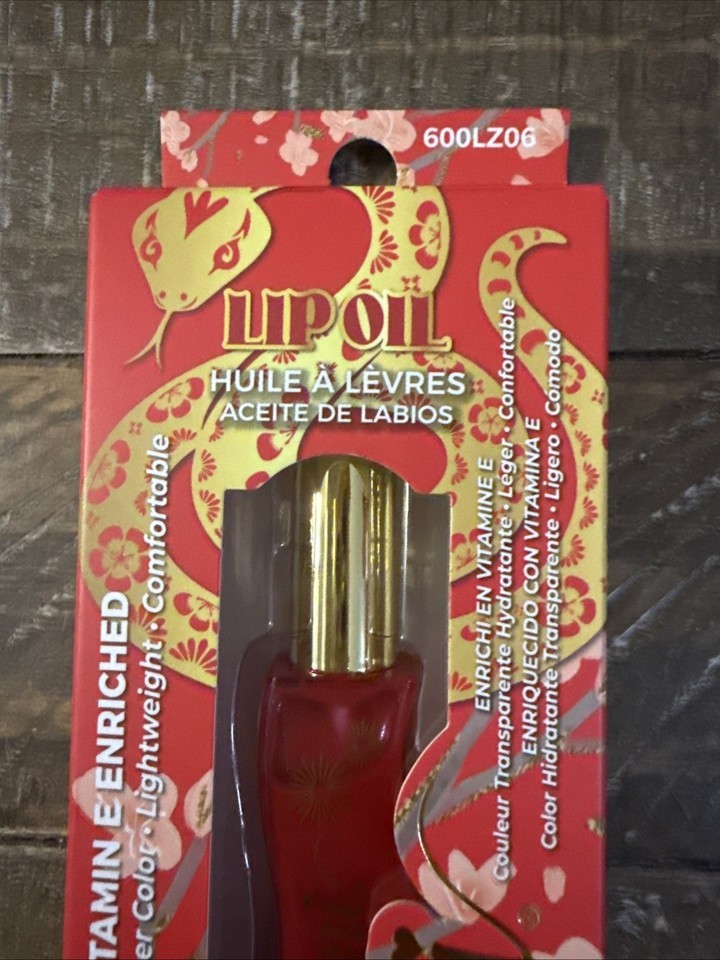 600LZ06
LIP OIL
HUILE À LÈVRES
ACEITE DE LABIOS
TAMIN E ENRICHED
er Color • Lightweight • Comfortable
ENRICHI EN VITAMINE E
Couleur Transparente Hydratante • Léger • Confortable
ENRIQUECIDO CON VITAMINA E
Color Hidratante Transparente • Ligero • Cómodo